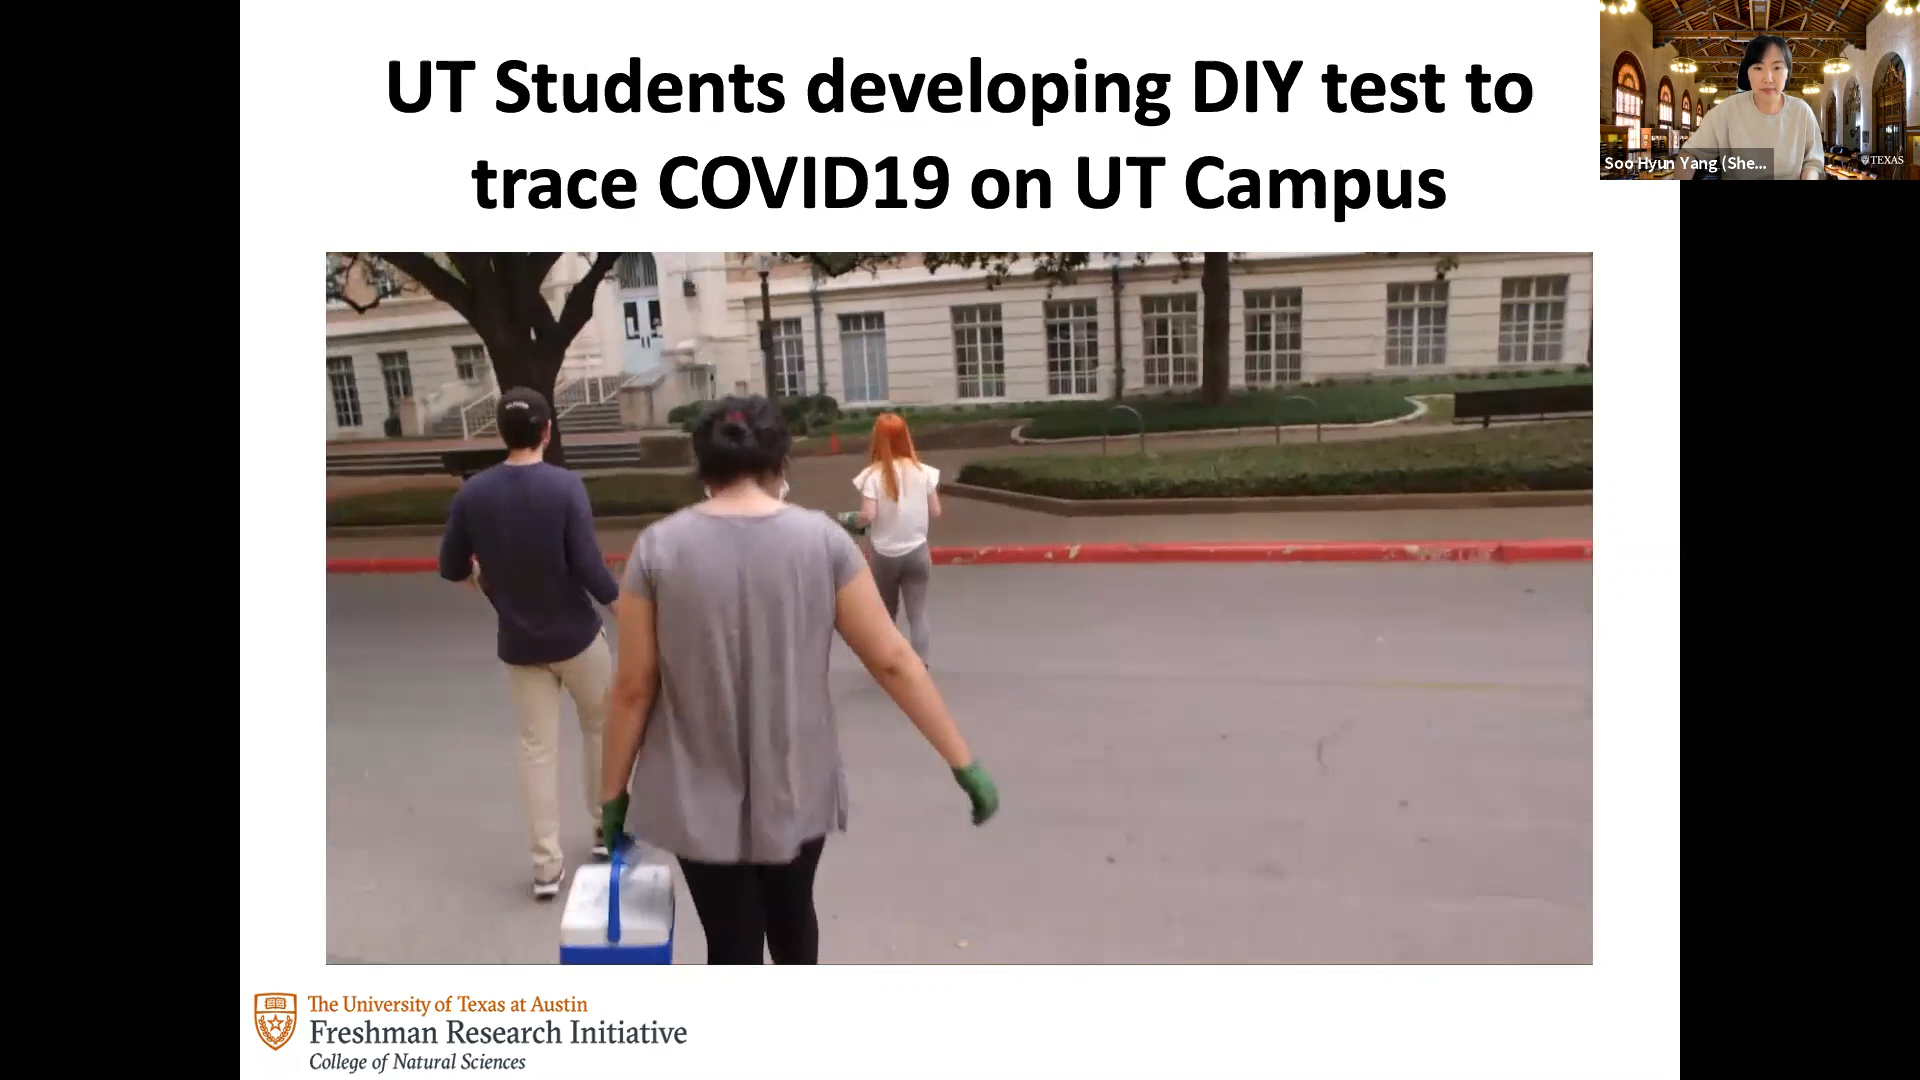 UT Students developing DIY test to
trace COVID19 on UT Campus
Soo Hyun Yang (She...
TEXAS
The University of Texas at Austin
Freshman Research Initiative
College of Natural Sciences